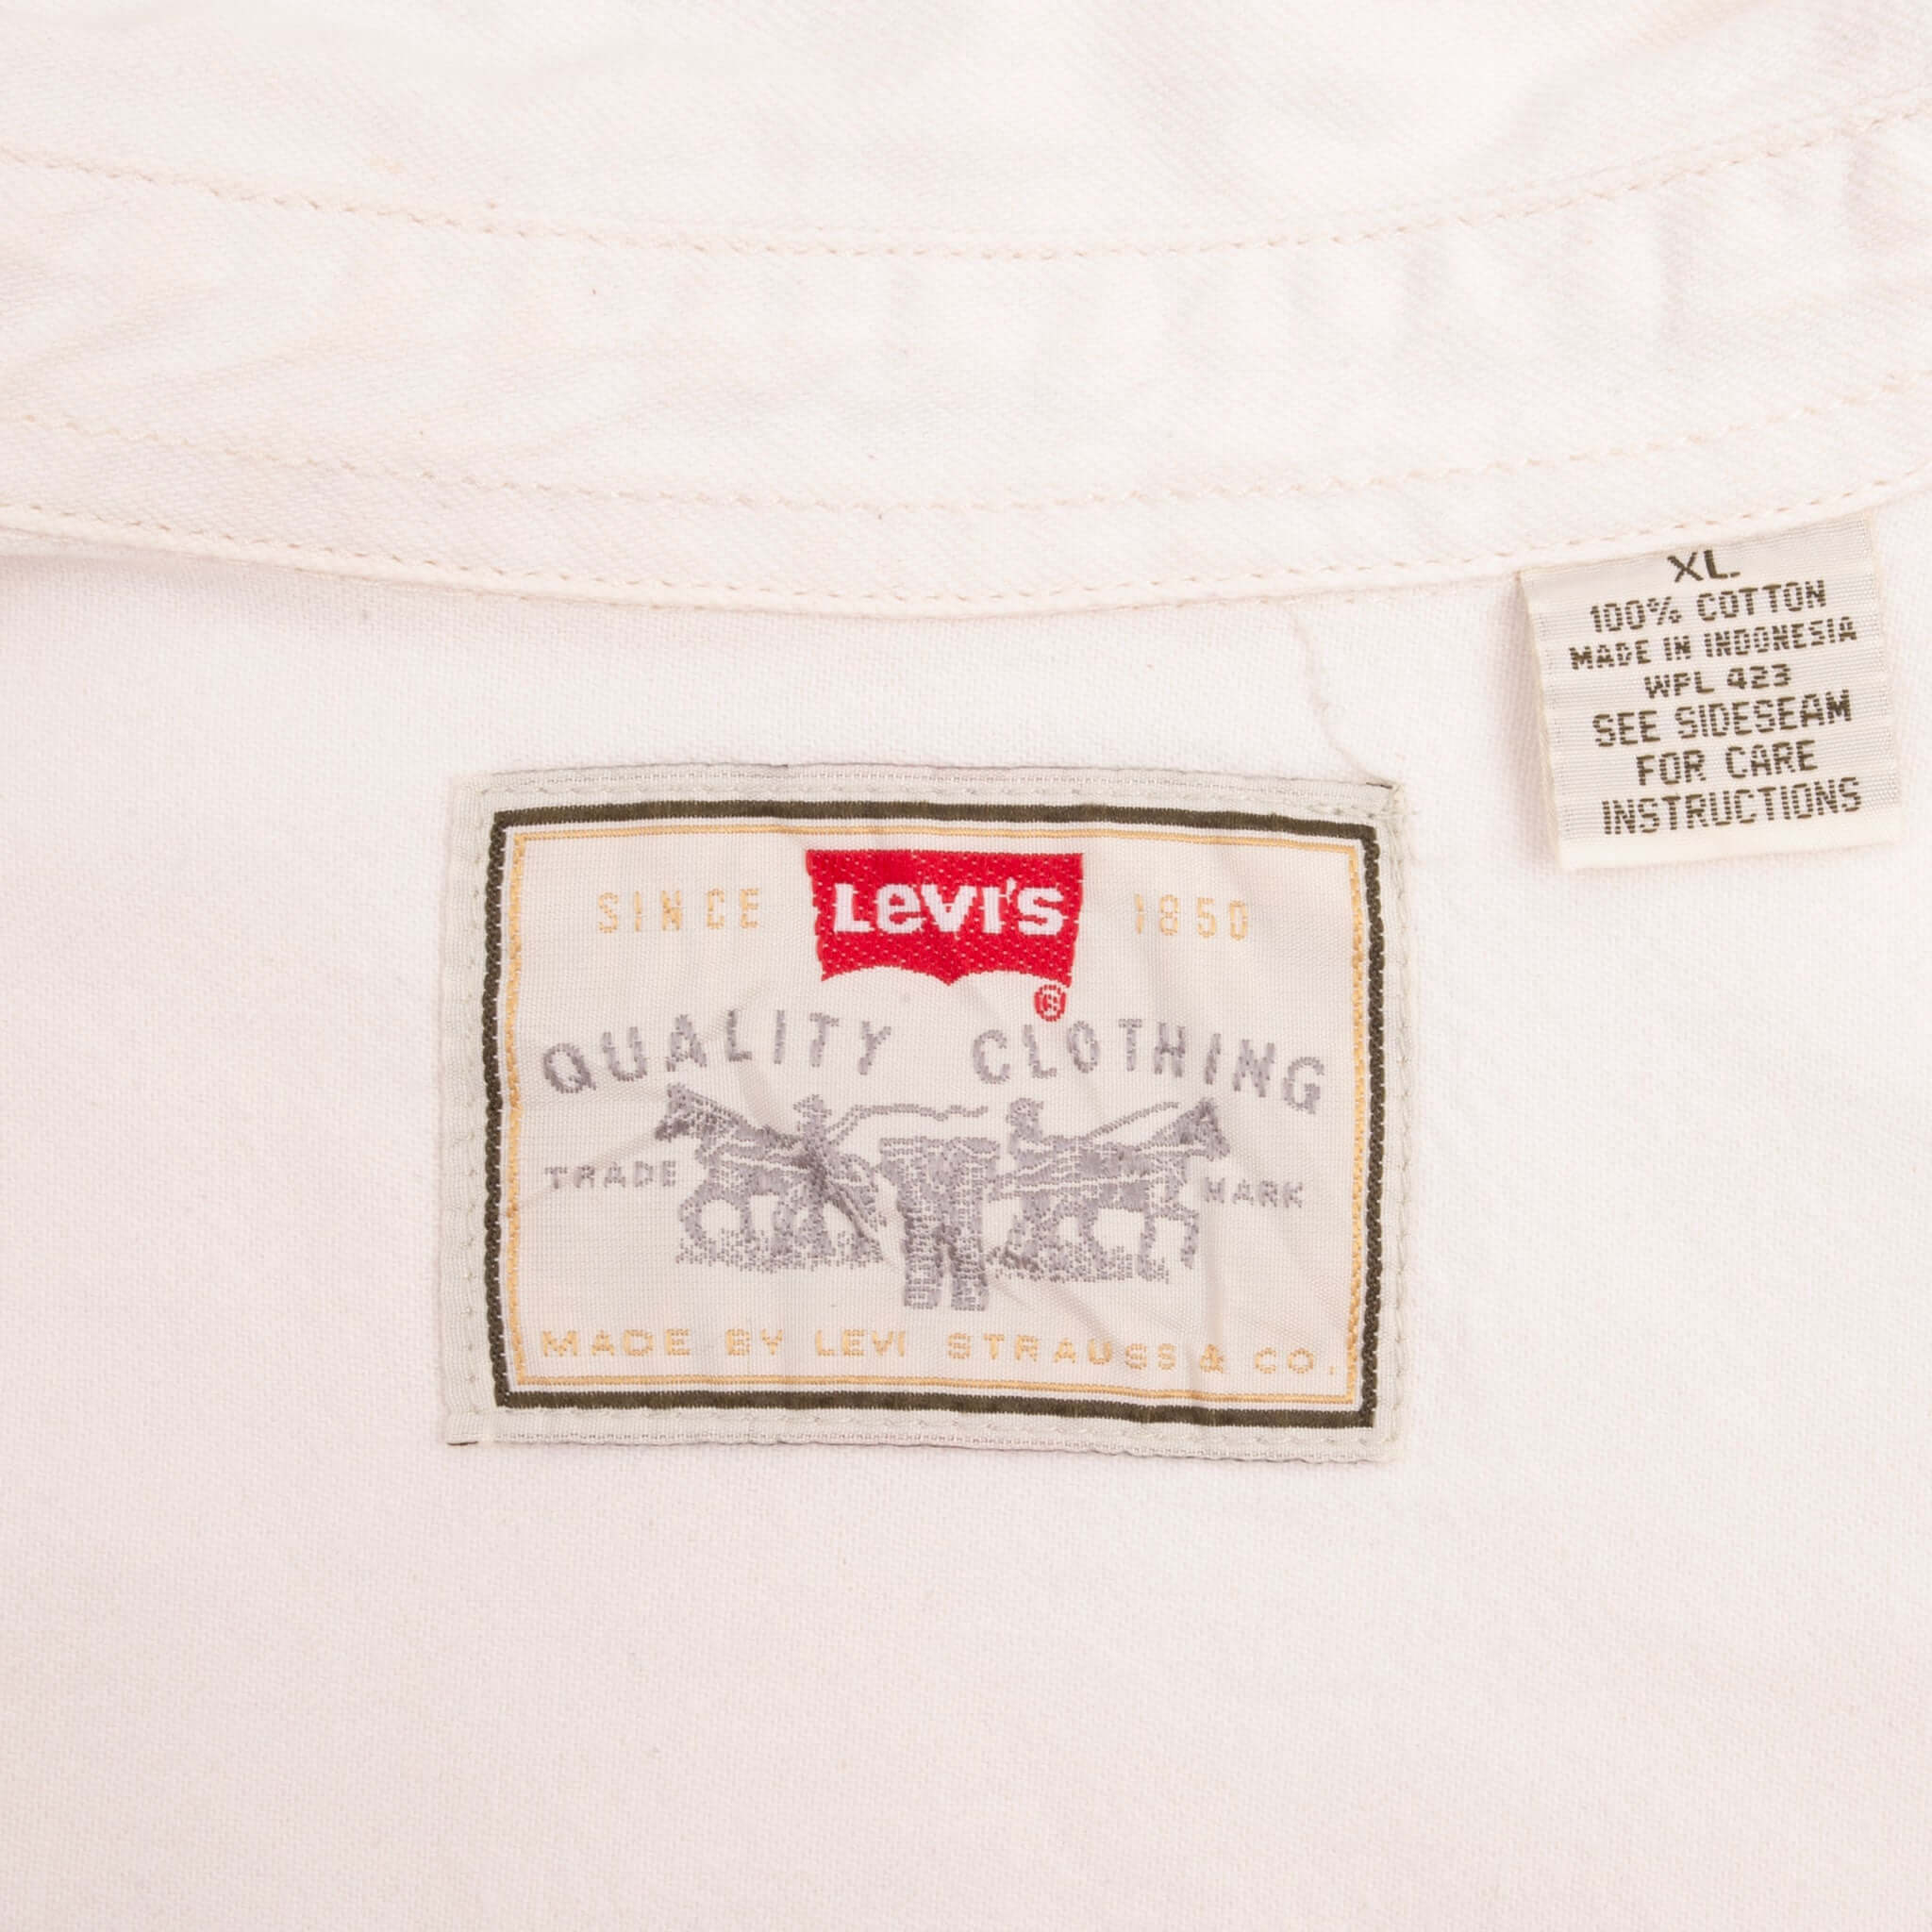 XL
100% COTTON
MADE IN INDONESIA
WPL 423
SEE SIDESEAM
FOR CARE
INSTRUCTIONS
SINCE LEVI'S 1850
®
QUALITY CLOTHING
TRADE MARK
MADE BY LEVI STRAUSS & CO.